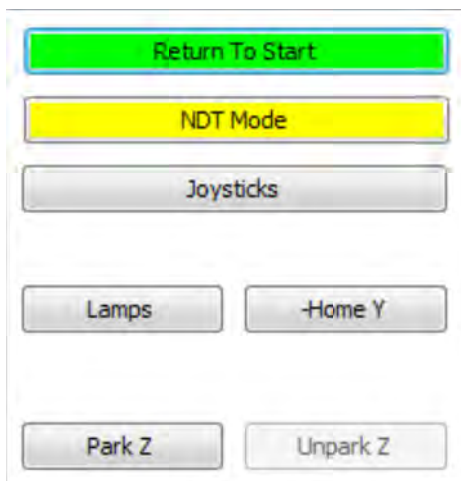 Return To Start
NDT Mode
Joysticks
Lamps
-Home Y
Park Z
Unpark Z